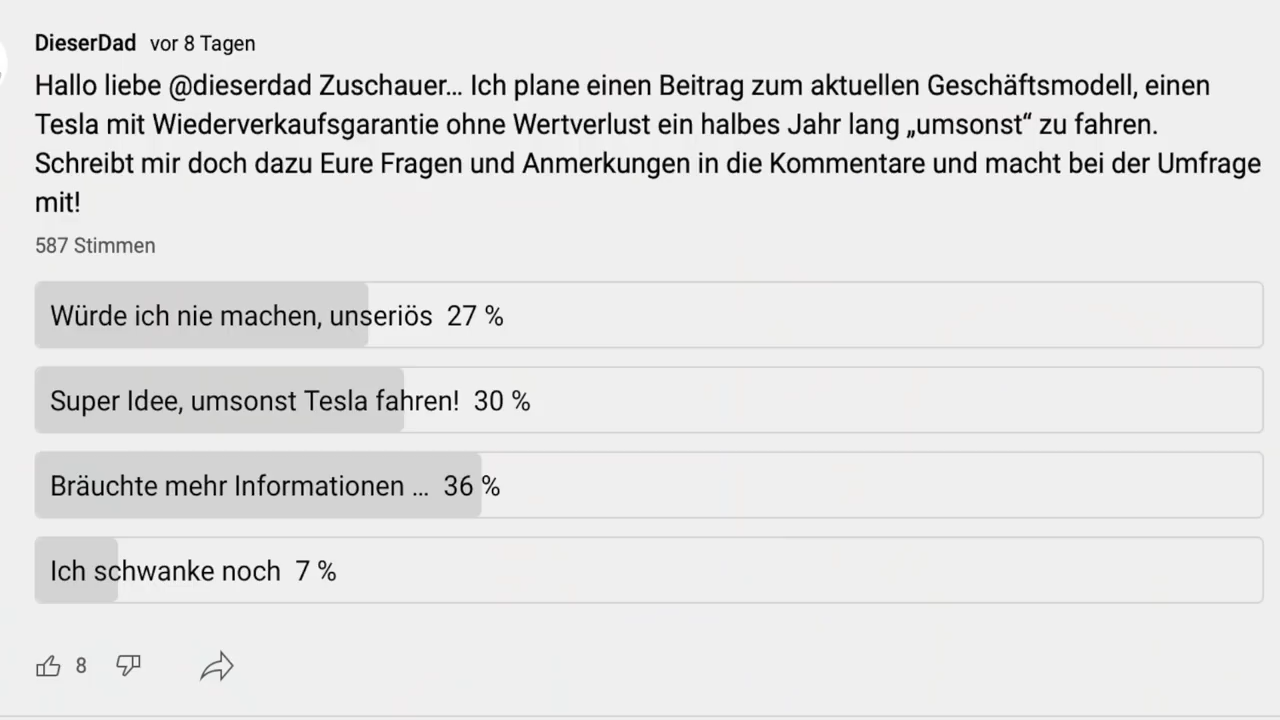 DieserDad vor 8 Tagen
Hallo liebe @dieserdad Zuschauer... Ich plane einen Beitrag zum aktuellen Geschäftsmodell, einen
Tesla mit Wiederverkaufsgarantie ohne Wertverlust ein halbes Jahr lang „umsonst“ zu fahren.
Schreibt mir doch dazu Eure Fragen und Anmerkungen in die Kommentare und macht bei der Umfrage
mit!
587 Stimmen
Würde ich nie machen, unseriös 27 %
Super Idee, umsonst Tesla fahren! 30 %
Bräuchte mehr Informationen ... 36 %
Ich schwanke noch 7 %
8